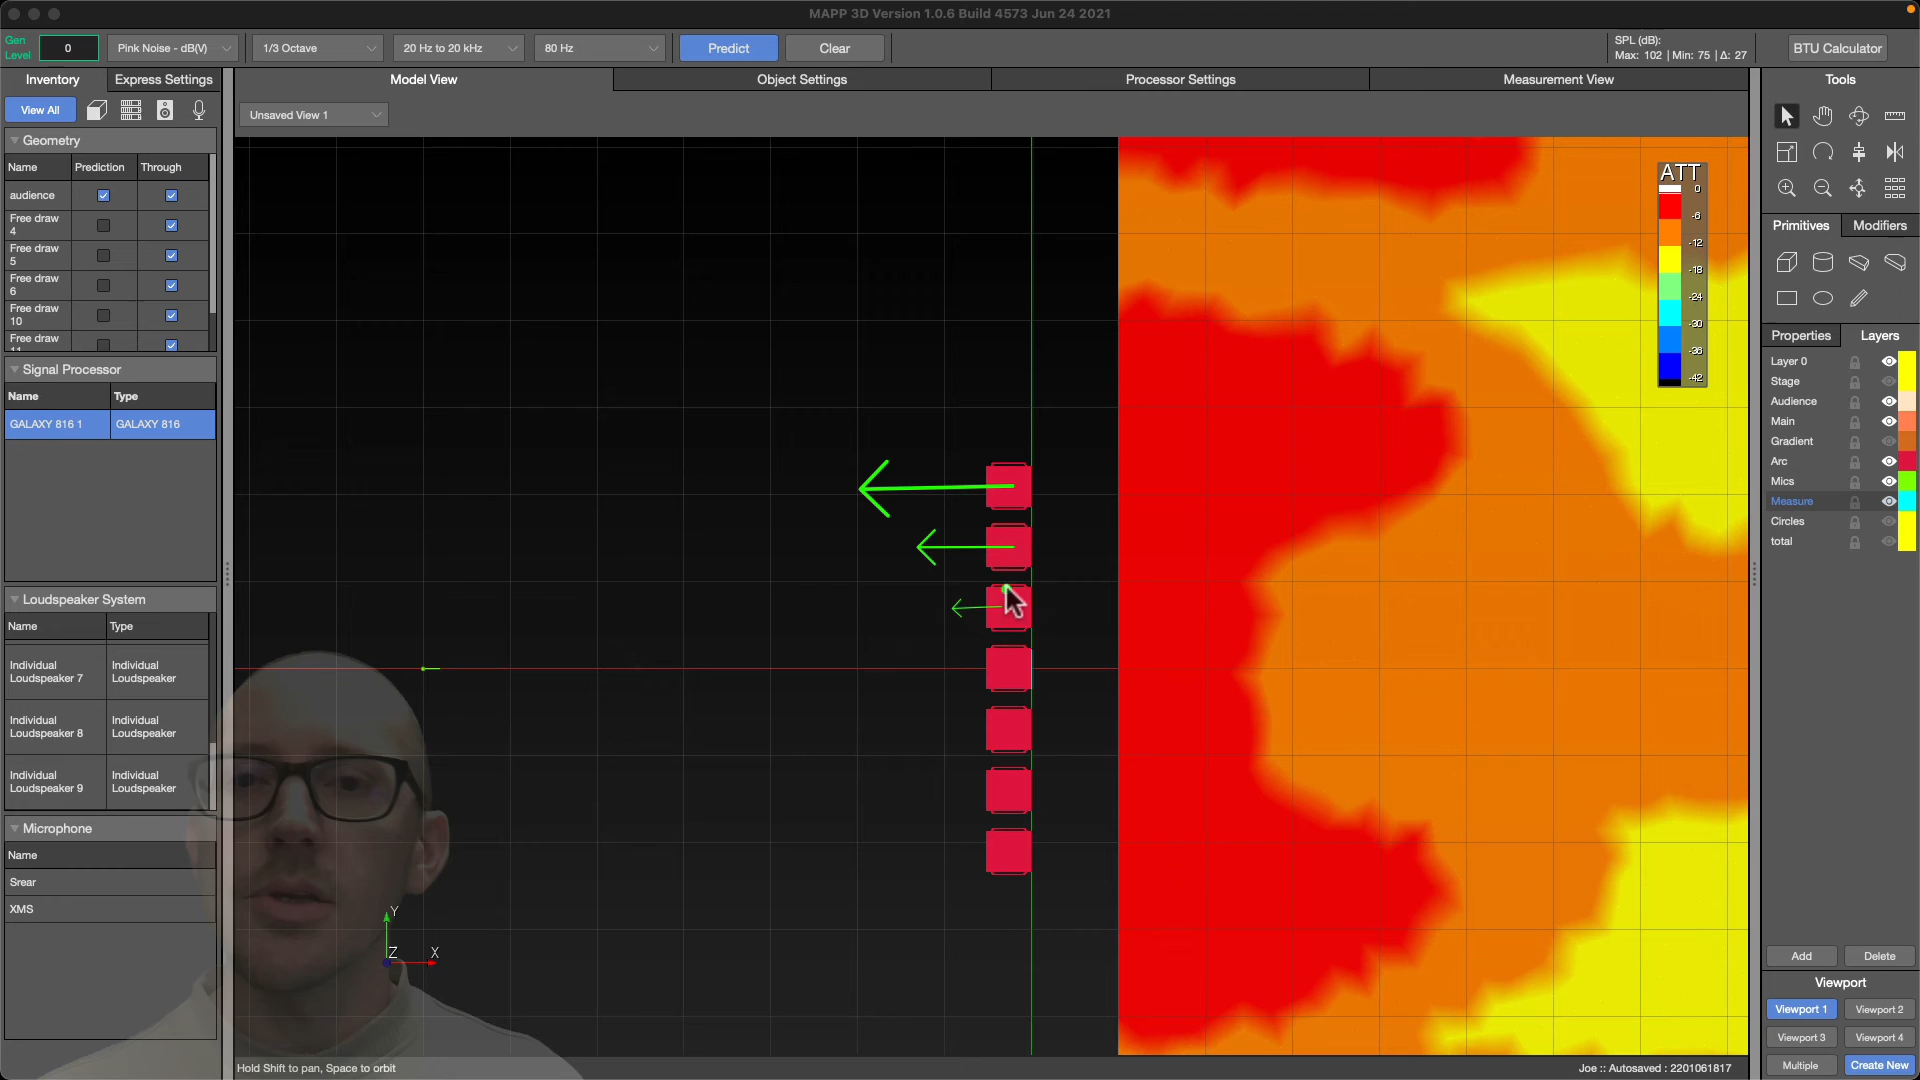 MAPP 3D Version 1.0.6 Build 4573 Jun 24 2021
Gen
Level
0
Pink Noise - dB(V)
1/3 Octave
20 Hz to 20 kHz
80 Hz
Predict
Clear
SPL (dB):
Max: 102 | Min: 75 | Δ: 27
BTU Calculator
Inventory
Express Settings
Model View
Object Settings
Processor Settings
Measurement View
Tools
View All
Unsaved View 1
Geometry
Name
Prediction
Through
audience
Free draw
4
Free draw
5
Free draw
6
Free draw
10
Free draw
11
Signal Processor
Name
Type
GALAXY 816 1
GALAXY 816
Loudspeaker System
Name
Type
Individual
Loudspeaker 7
Individual
Loudspeaker
Individual
Loudspeaker 8
Individual
Loudspeaker
Individual
Loudspeaker 9
Individual
Loudspeaker
Microphone
Name
Srear
XMS
Y
Z
X
ATT
0
-6
-12
-18
-24
-30
-36
-42
Primitives
Modifiers
Properties
Layers
Layer 0
Stage
Audience
Main
Gradient
Arc
Mics
Measure
Circles
total
Add
Delete
Viewport
Viewport 1
Viewport 2
Viewport 3
Viewport 4
Multiple
Create New
Hold Shift to pan, Space to orbit
Joe :: Autosaved : 2201061817